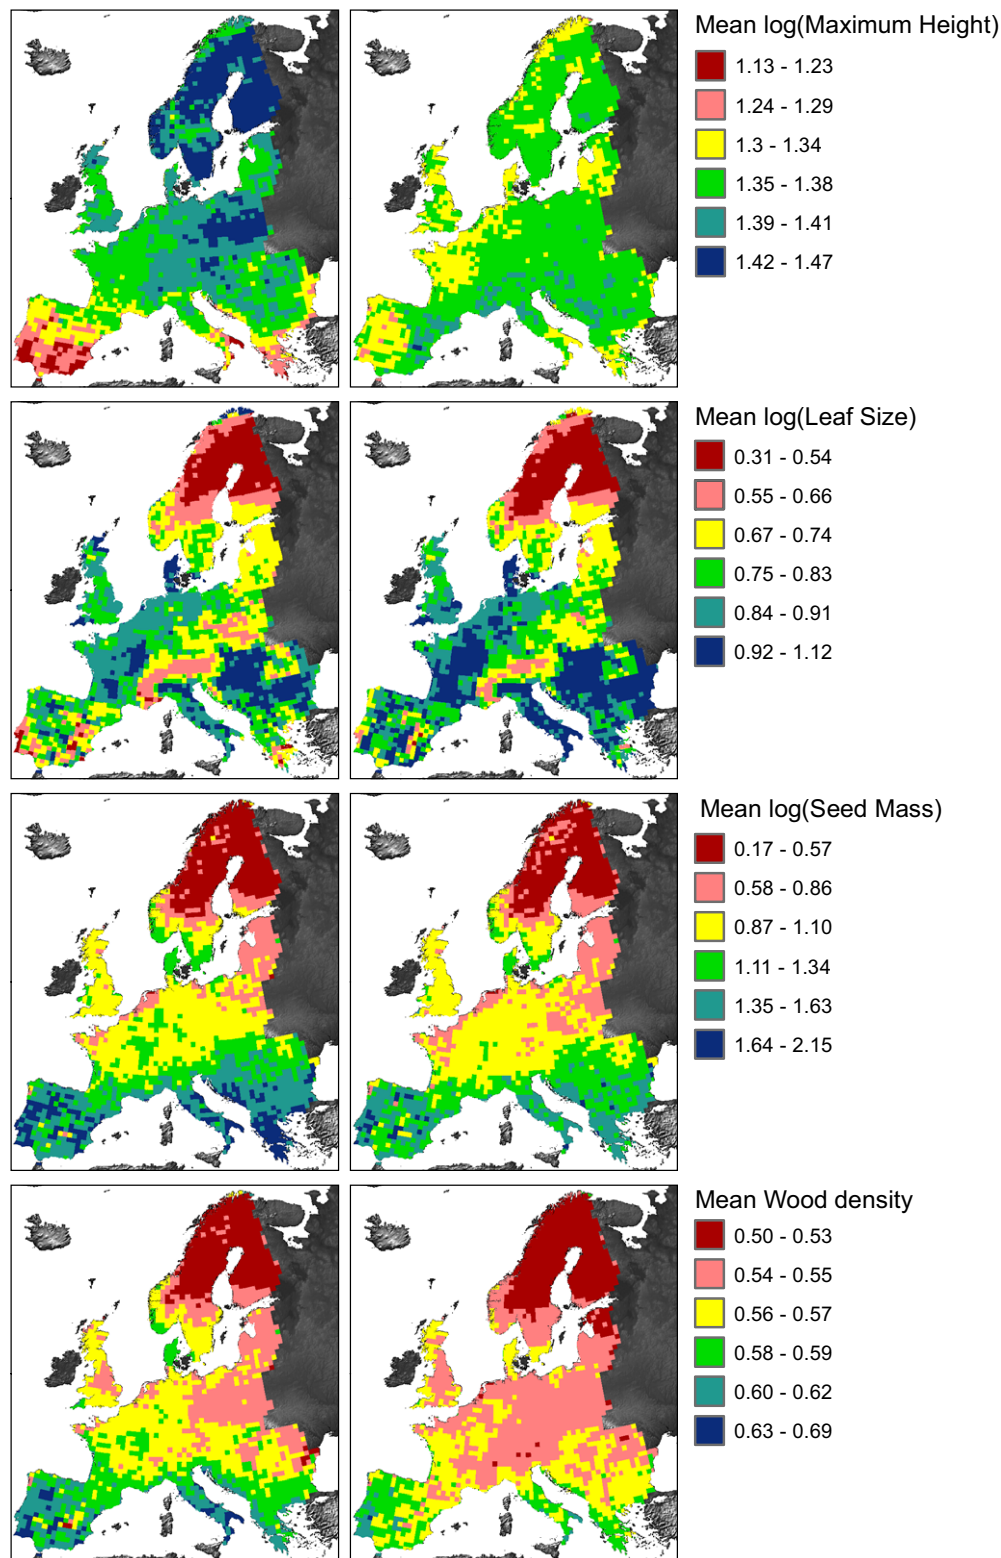 Mean log(Maximum Height)
1.13 - 1.23
1.24 - 1.29
1.3 - 1.34
1.35 - 1.38
1.39 - 1.41
1.42 - 1.47
Mean log(Leaf Size)
0.31 - 0.54
0.55 - 0.66
0.67 - 0.74
0.75 - 0.83
0.84 - 0.91
0.92 - 1.12
Mean log(Seed Mass)
0.17 - 0.57
0.58 - 0.86
0.87 - 1.10
1.11 - 1.34
1.35 - 1.63
1.64 - 2.15
Mean Wood density
0.50 - 0.53
0.54 - 0.55
0.56 - 0.57
0.58 - 0.59
0.60 - 0.62
0.63 - 0.69